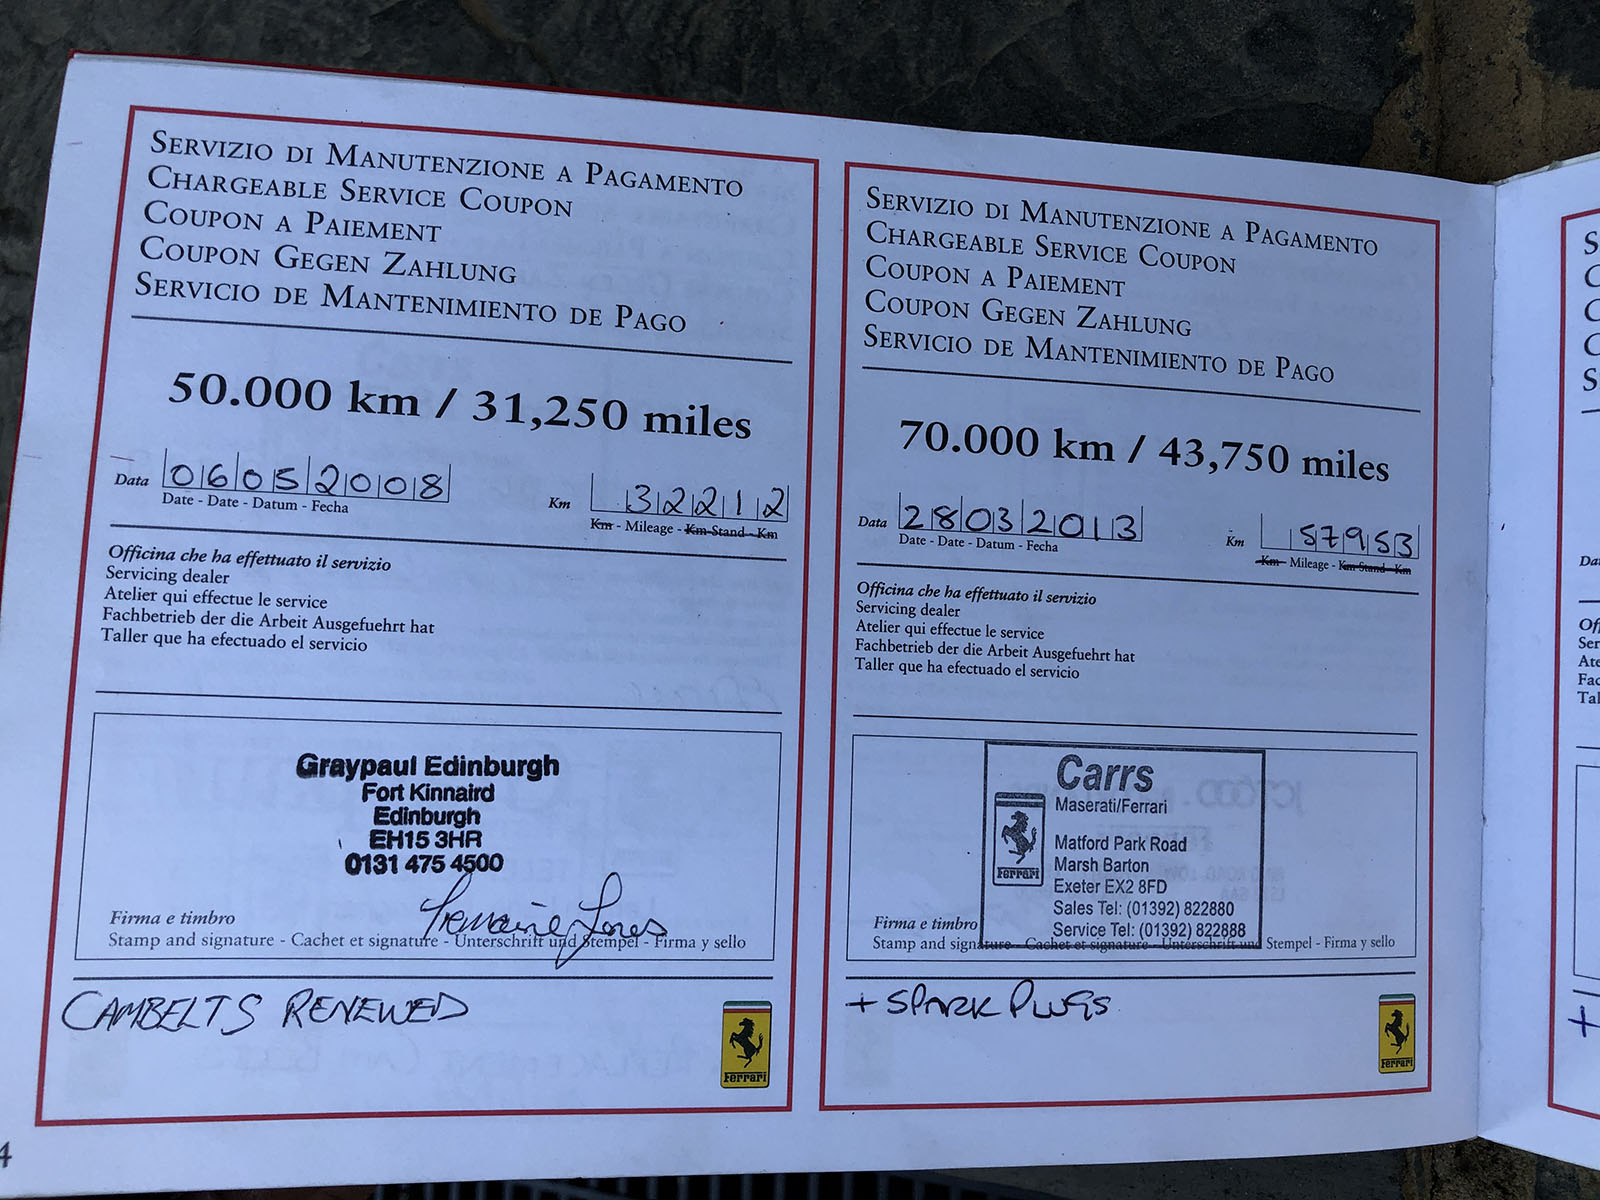 SERVIZIO DI MANUTENZIONE A PAGAMENTO
CHARGEABLE SERVICE COUPON
COUPON A PAIEMENT
COUPON GEGEN ZAHLUNG
SERVICIO DE MANTENIMIENTO DE PAGO
50.000 km / 31,250 miles
Data 06052008 Km 32212
Date - Date - Datum - Fecha Km - Mileage - Km-Stand - Km
Officina che ha effettuato il servizio
Servicing dealer
Atelier qui effectue le service
Fachbetrieb der die Arbeit Ausgefuehrt hat
Taller que ha efectuado el servicio
Graypaul Edinburgh
Fort Kinnaird
Edinburgh
EH15 3HR
0131 475 4500
Firma e timbro
Stamp and signature - Cachet et signature - Unterschrift und Stempel - Firma y sello
CAMBELTS RENEWED
Ferrari
4
SERVIZIO DI MANUTENZIONE A PAGAMENTO
CHARGEABLE SERVICE COUPON
COUPON A PAIEMENT
COUPON GEGEN ZAHLUNG
SERVICIO DE MANTENIMIENTO DE PAGO
70.000 km / 43,750 miles
Data 28032013 Km 57953
Date - Date - Datum - Fecha Km - Mileage - Km-Stand - Km
Officina che ha effettuato il servizio
Servicing dealer
Atelier qui effectue le service
Fachbetrieb der die Arbeit Ausgefuehrt hat
Taller que ha efectuado el servicio
Carrs
Maserati/Ferrari
Ferrari
Matford Park Road
Marsh Barton
Exeter EX2 8FD
Sales Tel: (01392) 822880
Service Tel: (01392) 822888
Firma e timbro
Stamp and signature - Cachet et signature - Unterschrift und Stempel - Firma y sello
+ SPARK PLUGS
Ferrari